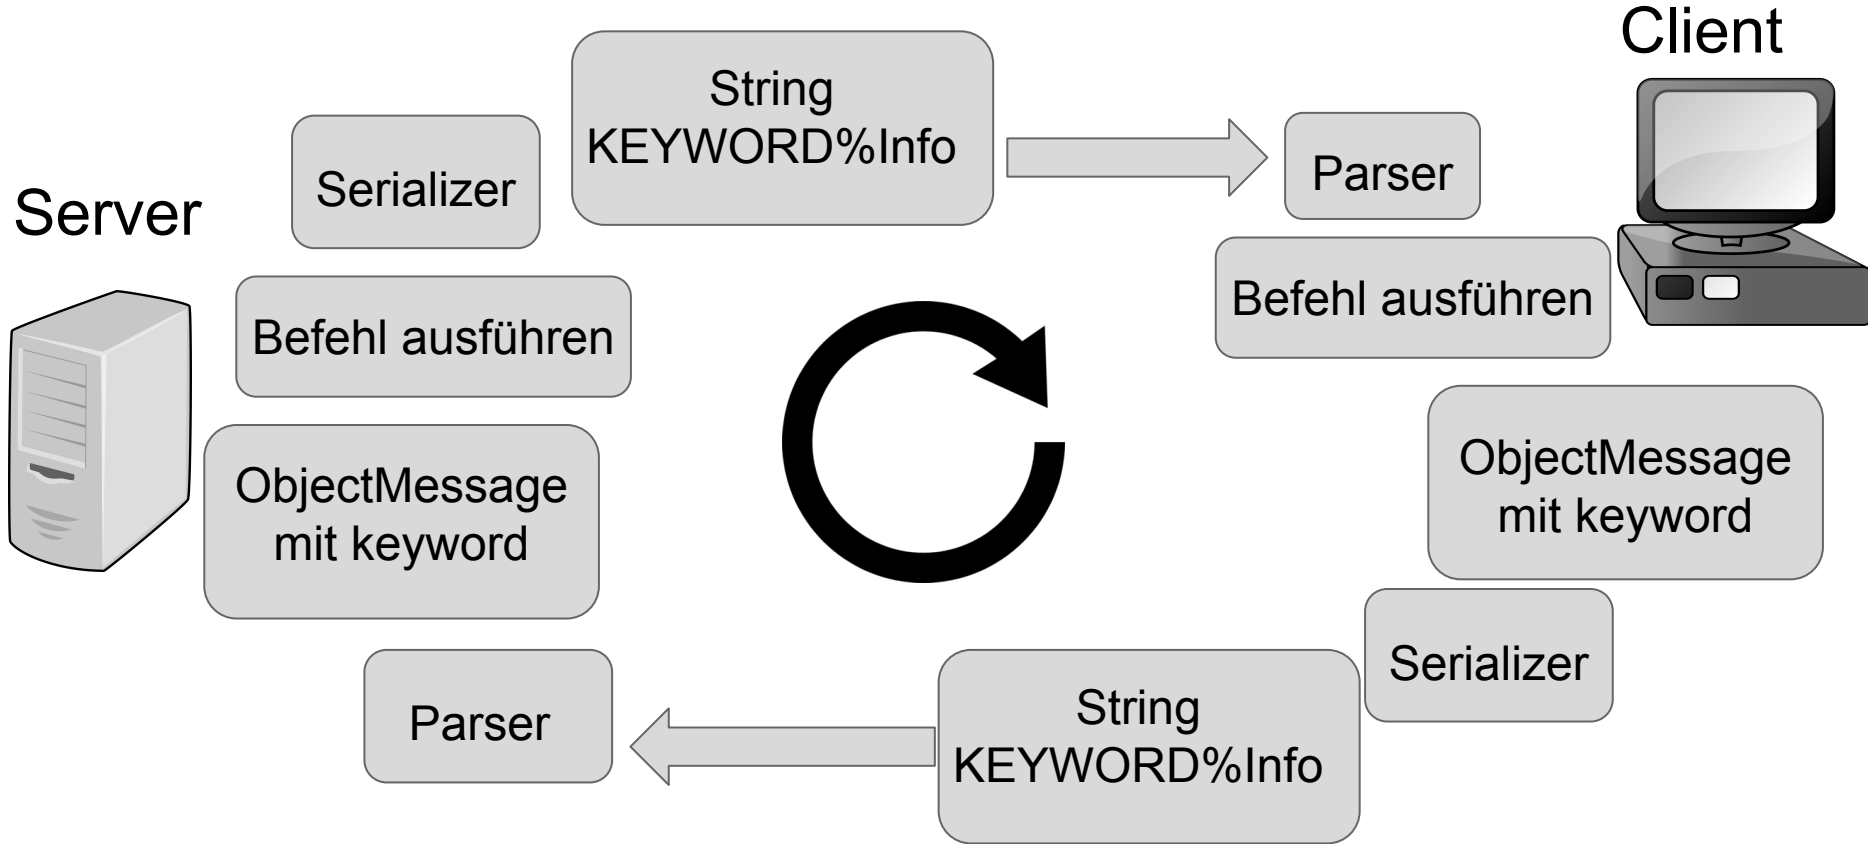 Client
String
KEYWORD%Info
Serializer
Parser
Server
Befehl ausführen
Befehl ausführen
ObjectMessage
mit keyword
ObjectMessage
mit keyword
Serializer
Parser
String
KEYWORD%Info